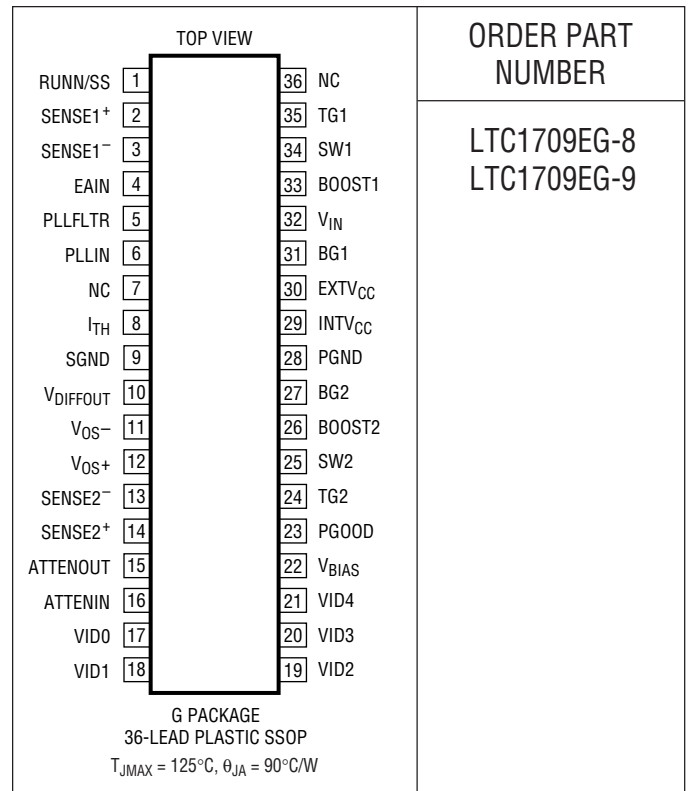 TOP VIEW
RUNN/SS 1
SENSE1+ 2
SENSE1– 3
EAIN 4
PLLFLTR 5
PLLIN 6
NC 7
ITH 8
SGND 9
VDIFFOUT 10
VOS– 11
VOS+ 12
SENSE2– 13
SENSE2+ 14
ATTENOUT 15
ATTENIN 16
VID0 17
VID1 18
36 NC
35 TG1
34 SW1
33 BOOST1
32 VIN
31 BG1
30 EXTVCC
29 INTVCC
28 PGND
27 BG2
26 BOOST2
25 SW2
24 TG2
23 PGOOD
22 VBIAS
21 VID4
20 VID3
19 VID2
G PACKAGE
36-LEAD PLASTIC SSOP
TJMAX = 125°C, θJA = 90°C/W
ORDER PART
NUMBER
LTC1709EG-8
LTC1709EG-9